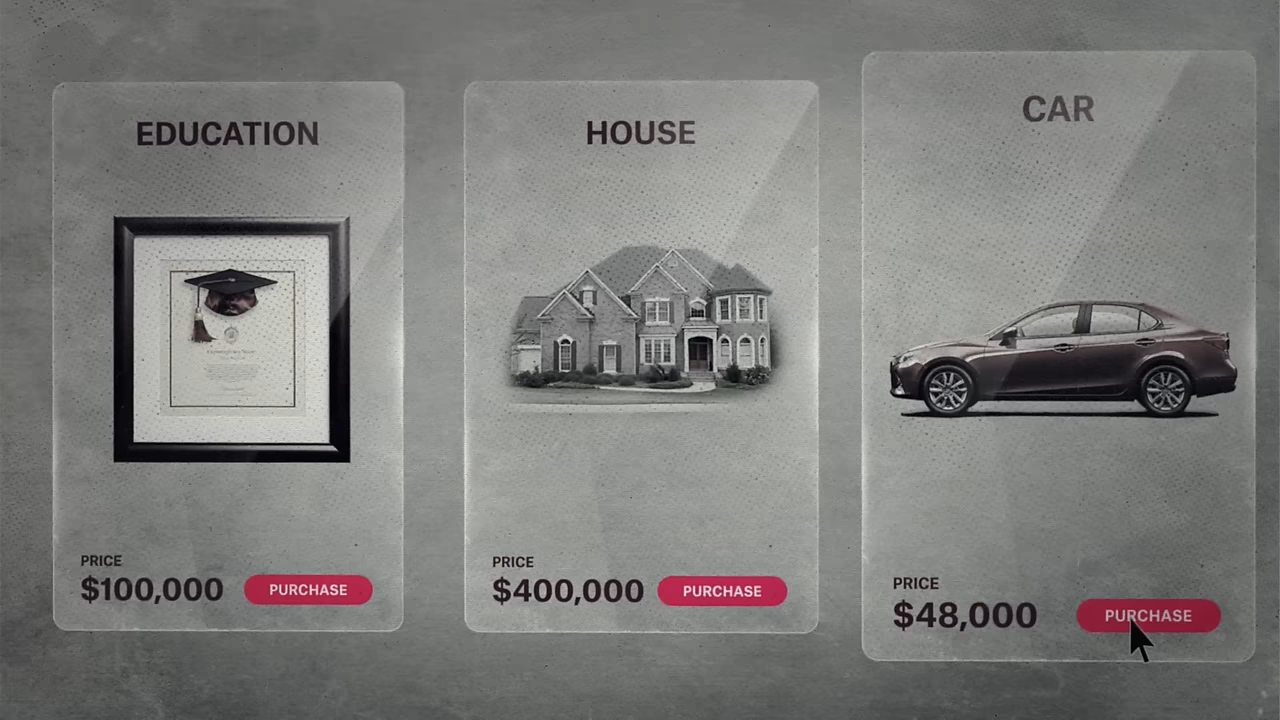 EDUCATION
PRICE
$100,000
PURCHASE
HOUSE
PRICE
$400,000
PURCHASE
CAR
PRICE
$48,000
PURCHASE